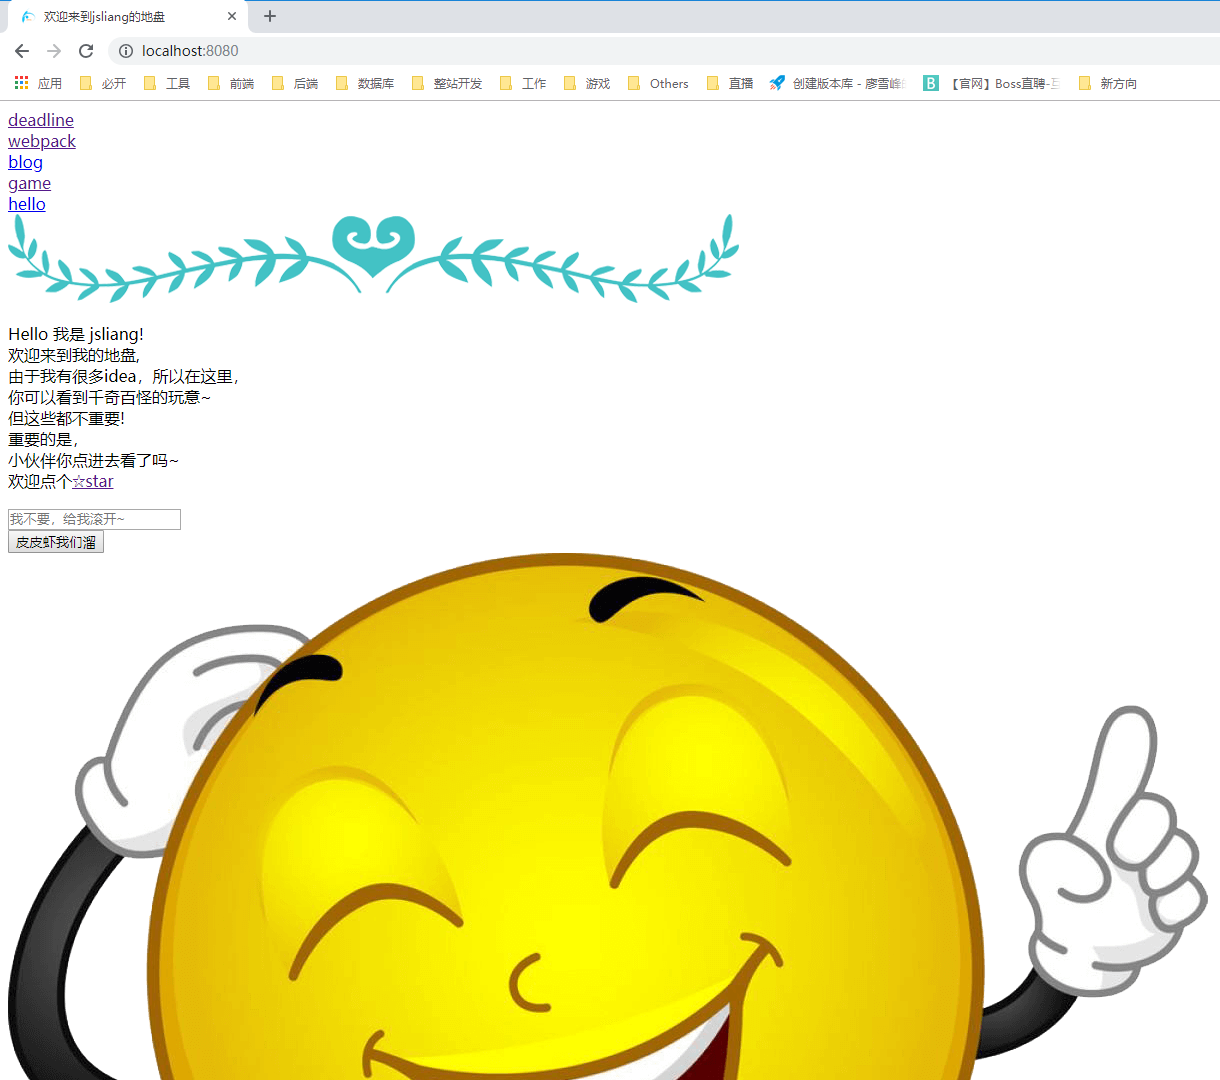 欢迎来到jsliang的地盘
localhost:8080
应用 必开 工具 前端 后端 数据库 整站开发 工作 游戏 Others 直播 创建版本库 - 廖雪峰 【官网】Boss直聘-互 新方向
deadline
webpack
blog
game
hello
Hello 我是 jsliang!
欢迎来到我的地盘,
由于我有很多idea，所以在这里，
你可以看到千奇百怪的玩意~
但这些都不重要!
重要的是，
小伙伴你点进去看了吗~
欢迎点个☆star
我不要，给我滚开~
皮皮虾我们溜